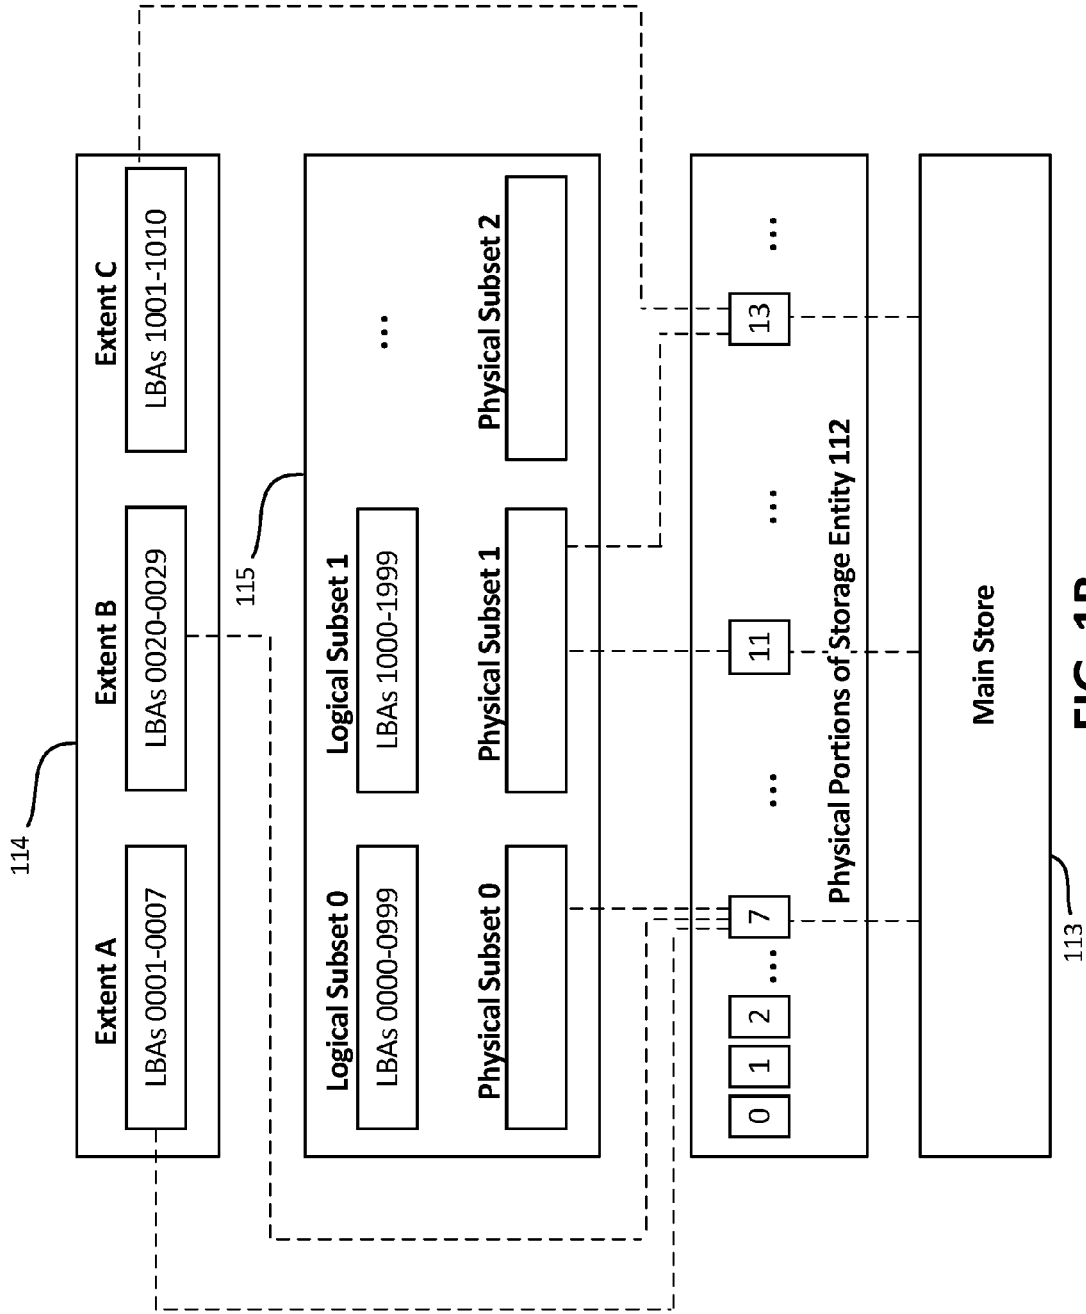 114
Extent A
Extent B
Extent C
LBAs 0001-0007
LBAs 0020-0029
LBAs 1001-1010
115
Logical Subset 0
Logical Subset 1
LBAs 0000-0999
LBAs 1000-1999
...
Physical Subset 0
Physical Subset 1
Physical Subset 2
0 1 2 ... 7 ... 11 ... 13 ...
Physical Portions of Storage Entity 112
Main Store
113